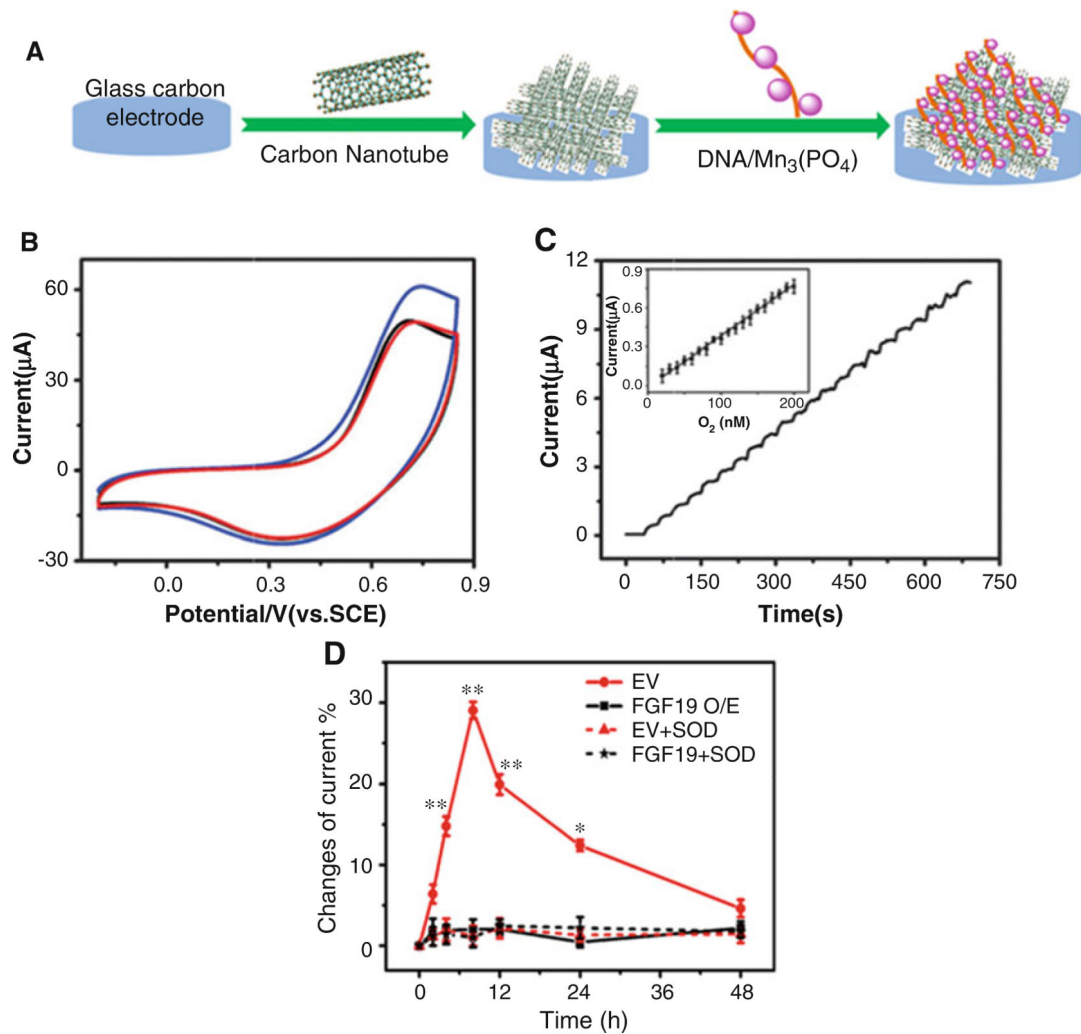 A
Glass carbon
electrode
Carbon Nanotube
DNA/Mn3(PO4)
B
Current(μA)
60
30
0
-30
0.0 0.3 0.6 0.9
Potential/V(vs.SCE)
C
Current(μA)
12
9
6
3
0
0 150 300 450 600 750
Time(s)
Current(μA)
0.9
0.6
0.3
0.0
0 100 200
O2 (nM)
D
Changes of current %
30
20
10
0
0 12 24 36 48
Time (h)
** ** ** *
EV
FGF19 O/E
EV+SOD
FGF19+SOD